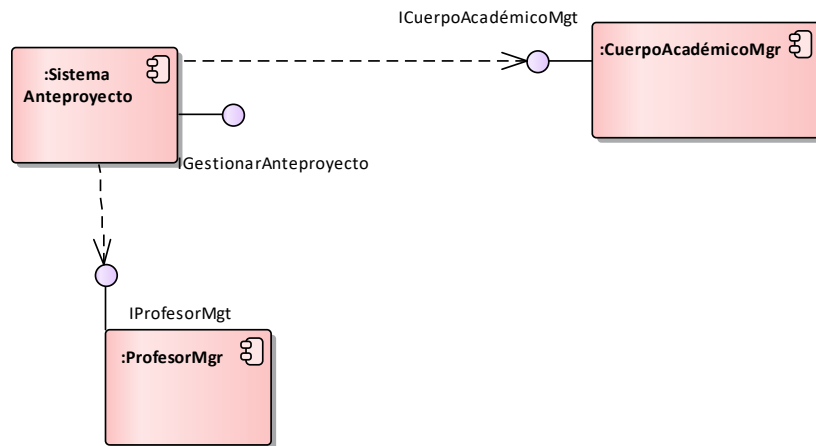 ICuerpoAcadémicoMgt
:CuerpoAcadémicoMgr
:Sistema
Anteproyecto
IGestionarAnteproyecto
IProfesorMgt
:ProfesorMgr